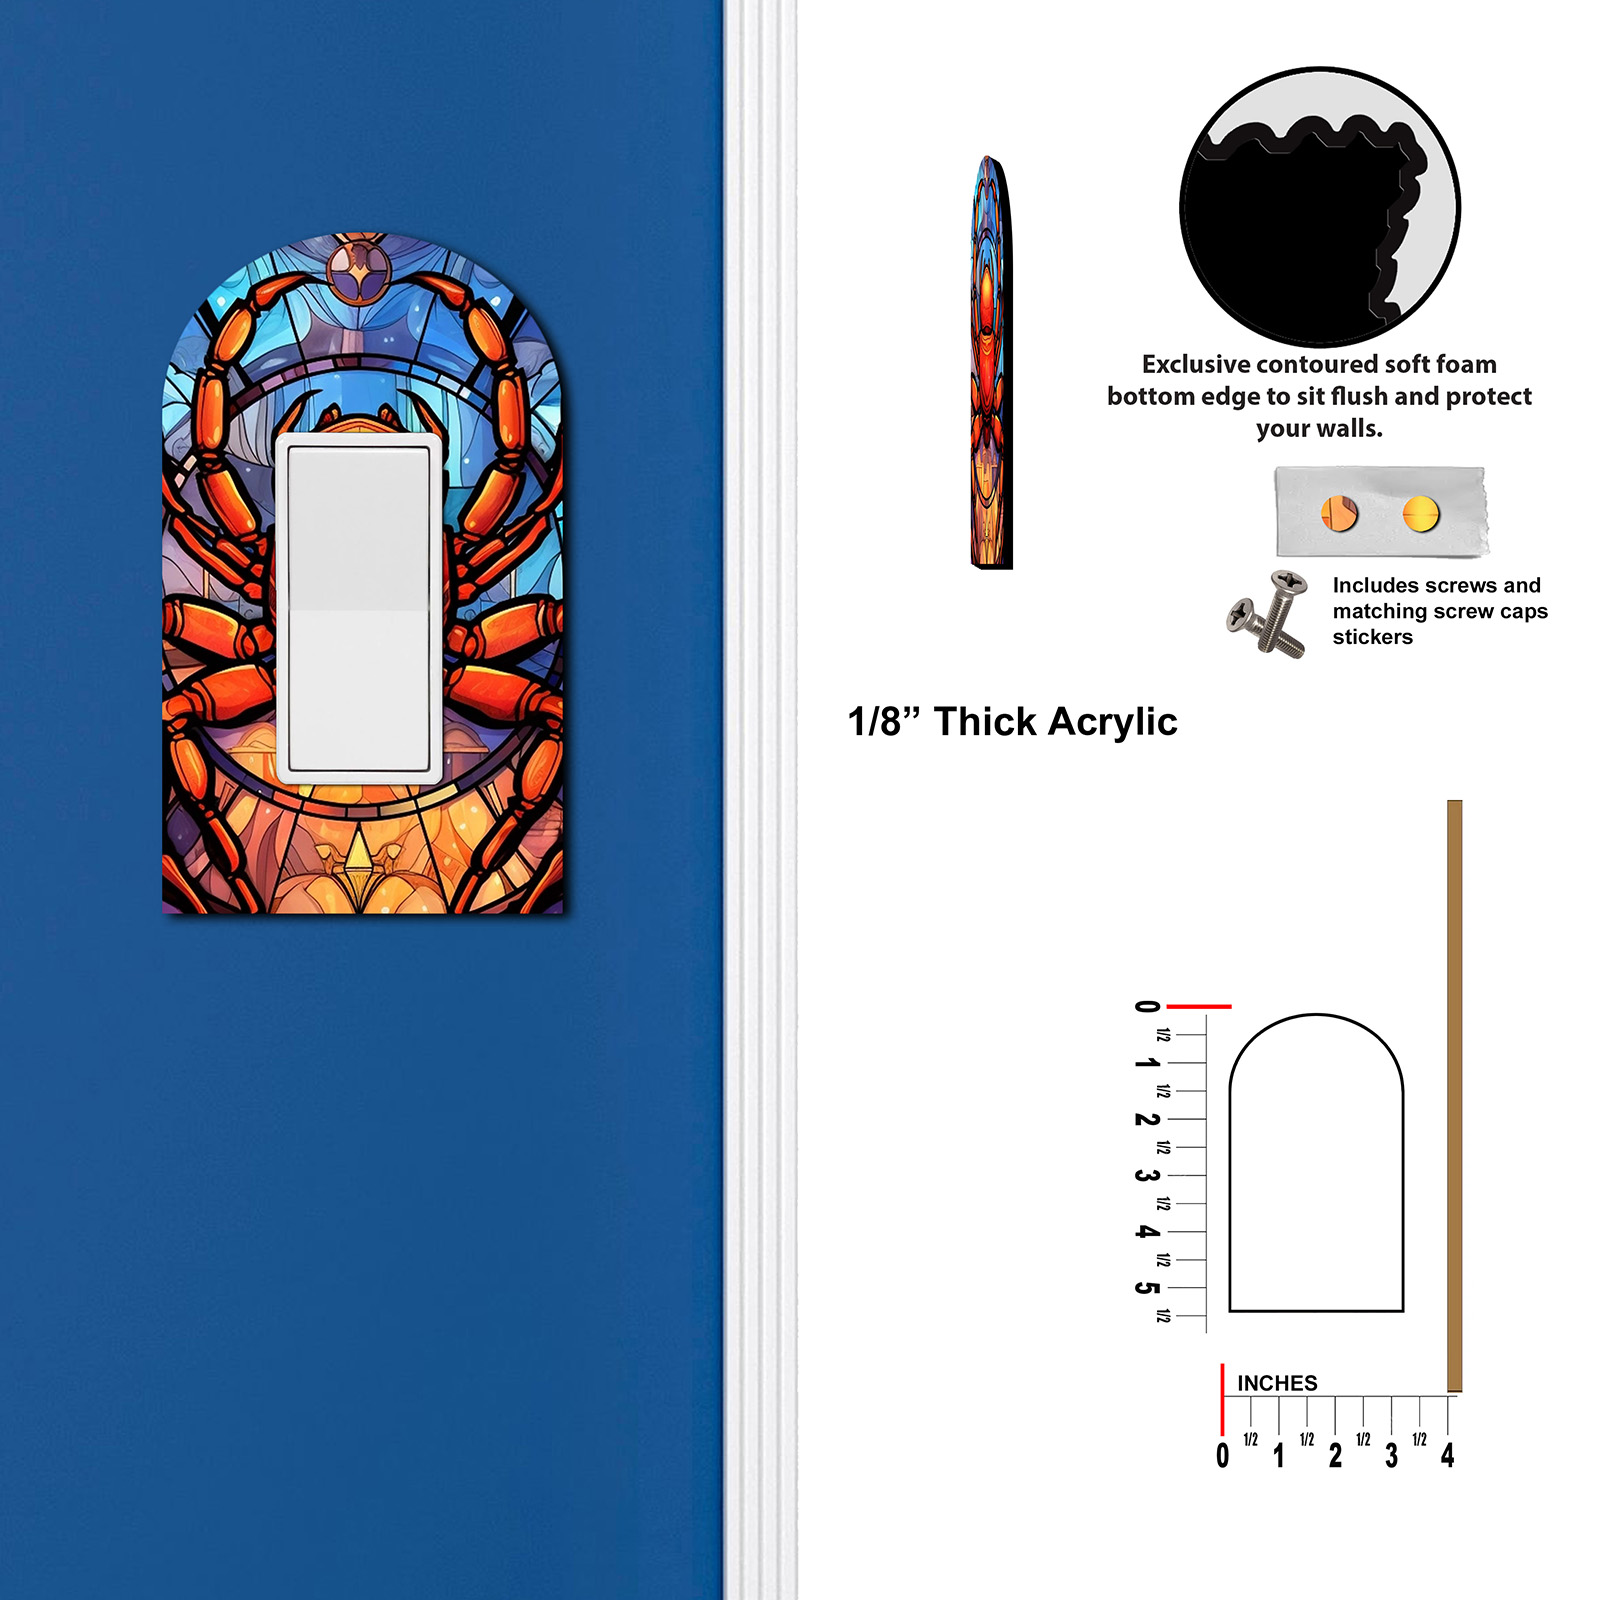 Exclusive contoured soft foam
bottom edge to sit flush and protect
your walls.
Includes screws and
matching screw caps
stickers
1/8” Thick Acrylic
0
1/2
1
1/2
2
1/2
3
1/2
4
1/2
5
1/2
INCHES
0 1/2 1 1/2 2 1/2 3 1/2 4